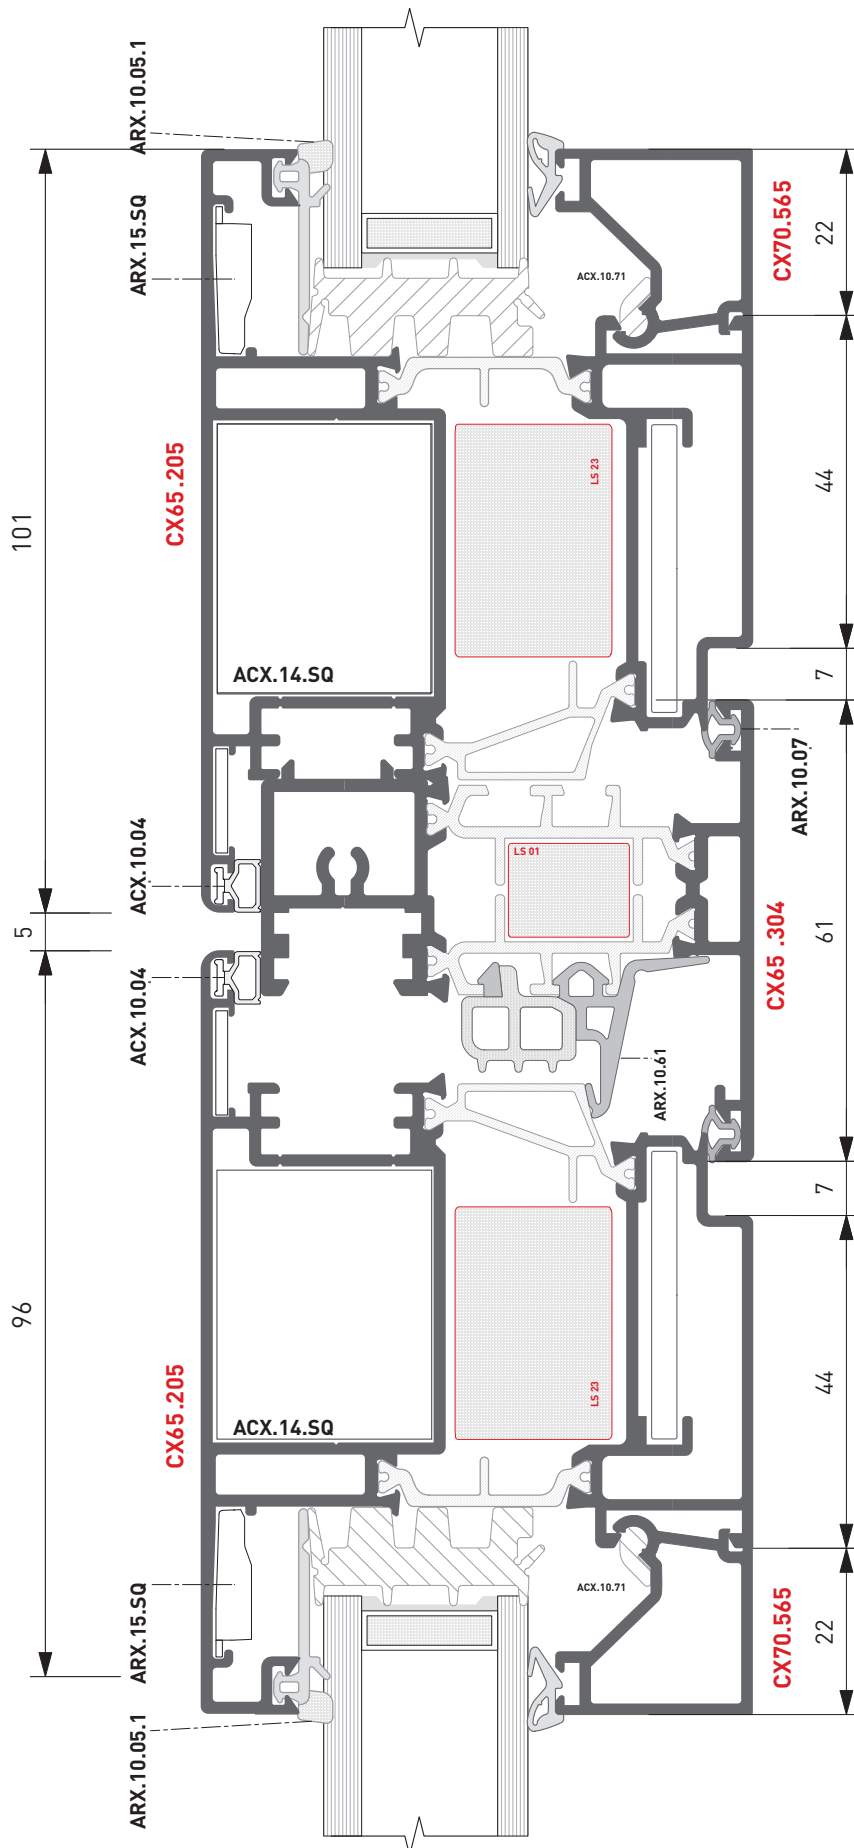 ARX.10.05.1
ARX.15.SQ
CX70.565
22
ACX.10.71
101
CX65.205
LS 23
44
ACX.14.SQ
7
ARX.10.07
ACX.10.04
LS 01
5
CX65 .304
61
ACX.10.04
ARX.10.61
7
96
CX65.205
LS 23
44
ACX.14.SQ
ARX.15.SQ
ACX.10.71
CX70.565
22
ARX.10.05.1